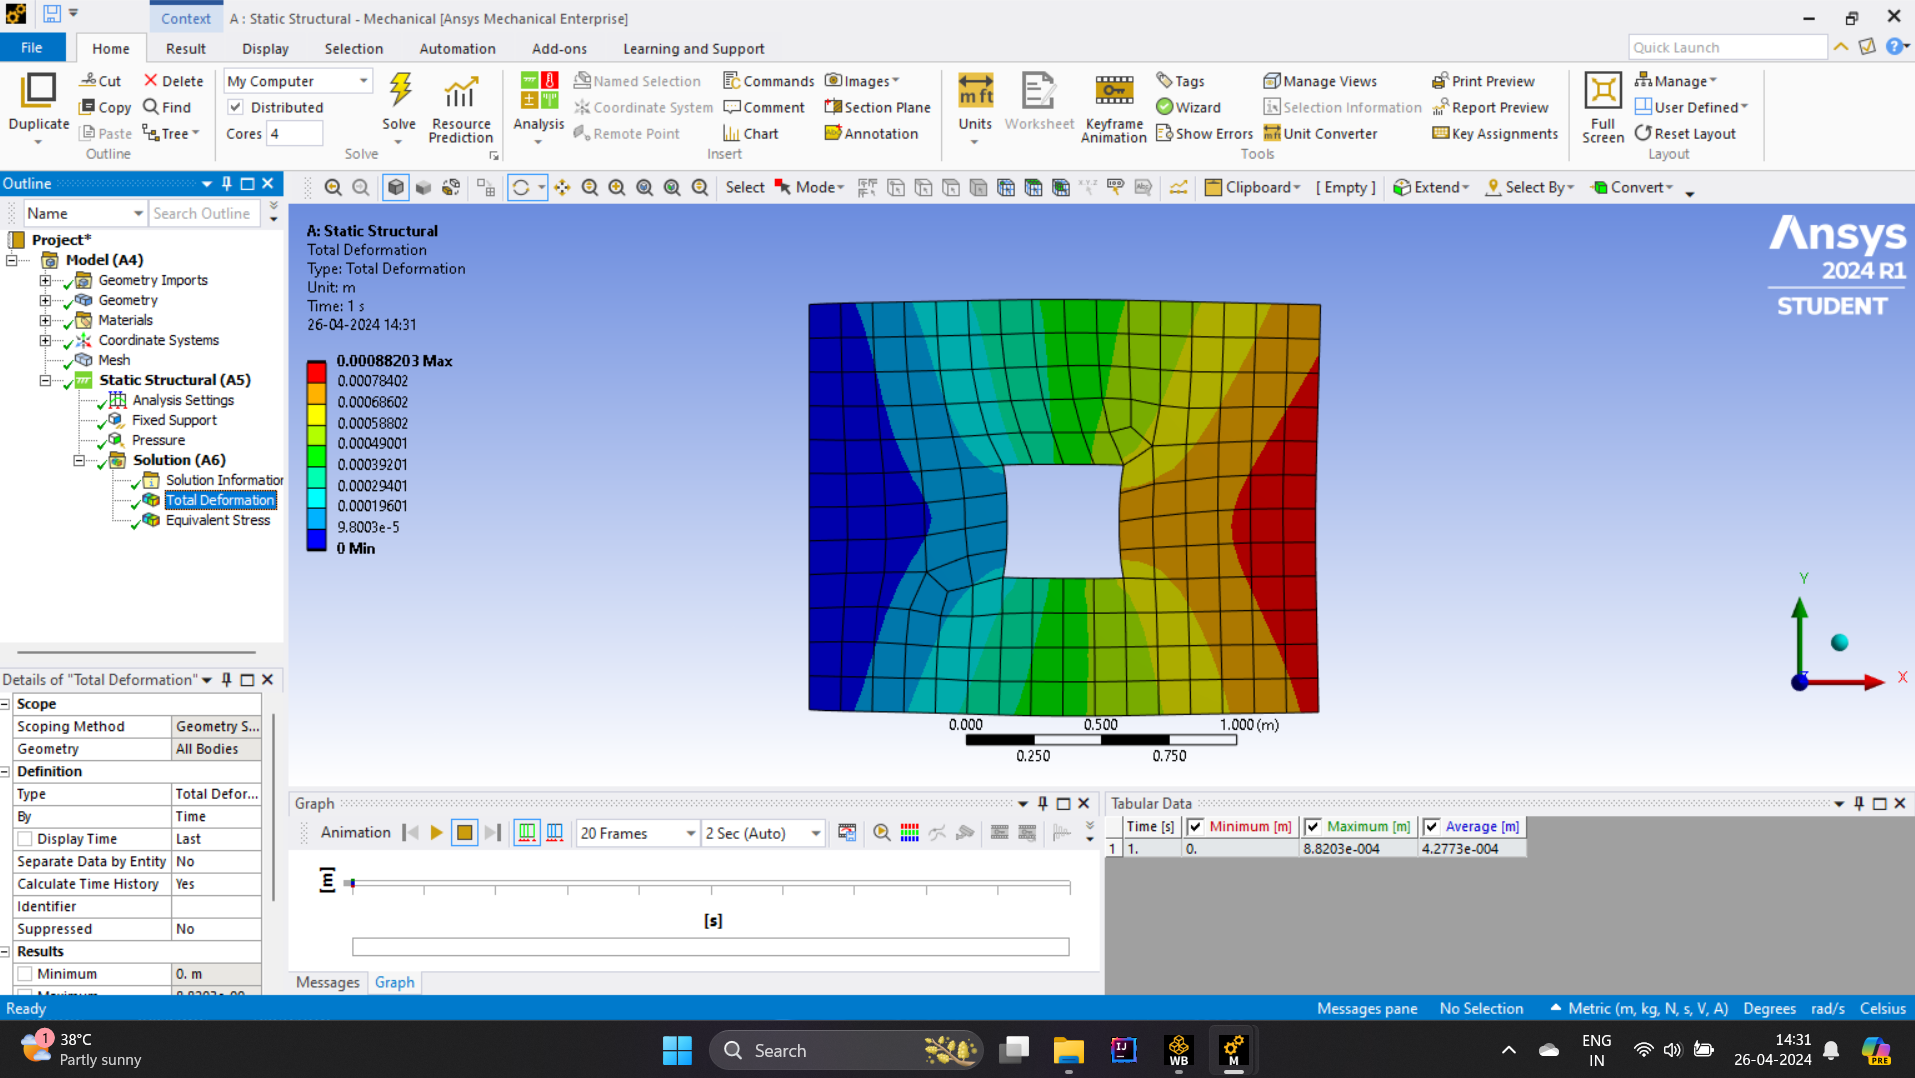 Context A : Static Structural - Mechanical [Ansys Mechanical Enterprise]
File Home Result Display Selection Automation Add-ons Learning and Support Quick Launch
Duplicate
Cut
Copy
Paste
Delete
Find
Tree
Outline
My Computer
Distributed
Cores 4
Solve
Resource Prediction
Solve
Analysis
Named Selection
Coordinate System
Remote Point
Commands
Comment
Chart
Images
Section Plane
Annotation
Insert
Units
Worksheet
Keyframe Animation
Tags
Wizard
Show Errors
Manage Views
Selection Information
Unit Converter
Print Preview
Report Preview
Key Assignments
Tools
Full Screen
Manage
User Defined
Reset Layout
Layout
Outline
Select Mode Clipboard [ Empty ] Extend Select By Convert
Name Search Outline
Project*
Model (A4)
Geometry Imports
Geometry
Materials
Coordinate Systems
Mesh
Static Structural (A5)
Analysis Settings
Fixed Support
Pressure
Solution (A6)
Solution Information
Total Deformation
Equivalent Stress
A: Static Structural
Total Deformation
Type: Total Deformation
Unit: m
Time: 1 s
26-04-2024 14:31
0.00088203 Max
0.00078402
0.00068602
0.00058802
0.00049001
0.00039201
0.00029401
0.00019601
9.8003e-5
0 Min
Ansys
2024 R1
STUDENT
Y
X
0.000 0.500 1.000 (m)
0.250 0.750
Details of "Total Deformation"
Scope
Scoping Method Geometry S...
Geometry All Bodies
Definition
Type Total Defor...
By Time
Display Time Last
Separate Data by Entity No
Calculate Time History Yes
Identifier
Suppressed No
Results
Minimum 0. m
Graph
Animation 20 Frames 2 Sec (Auto)
[m]
[s]
Messages Graph
Tabular Data
Time [s] Minimum [m] Maximum [m] Average [m]
1 1. 0. 8.8203e-004 4.2773e-004
Ready Messages pane No Selection Metric (m, kg, N, s, V, A) Degrees rad/s Celsius
1
38°C
Partly sunny
Search
IJ
WB
M
ENG
IN
14:31
26-04-2024
PRE